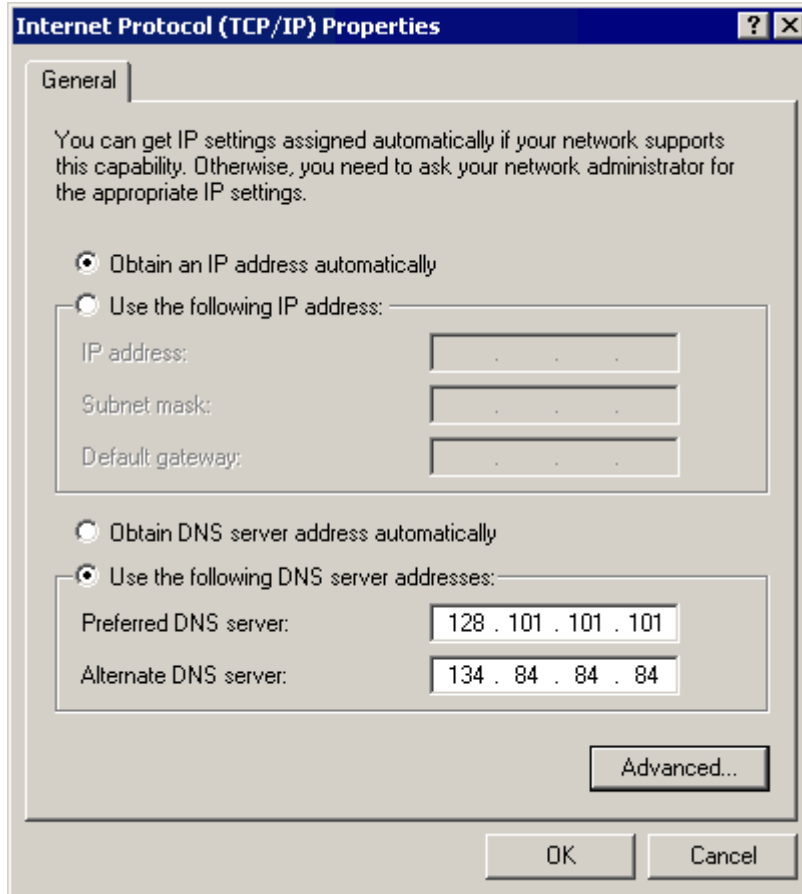 Internet Protocol (TCP/IP) Properties
General
You can get IP settings assigned automatically if your network supports
this capability. Otherwise, you need to ask your network administrator for
the appropriate IP settings.
Obtain an IP address automatically
Use the following IP address:
IP address:
Subnet mask:
Default gateway:
Obtain DNS server address automatically
Use the following DNS server addresses:
Preferred DNS server: 128 . 101 . 101 . 101
Alternate DNS server: 134 . 84 . 84 . 84
Advanced...
OK Cancel